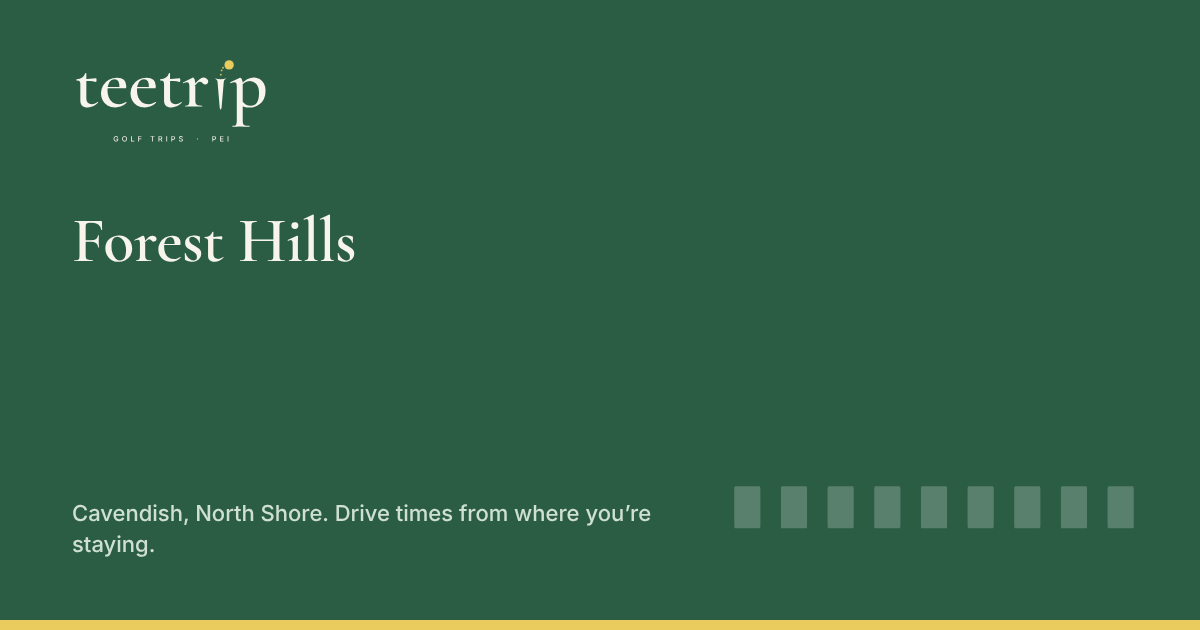 teetrip
GOLF TRIPS · PEI
Forest Hills
Cavendish, North Shore. Drive times from where you’re
staying.